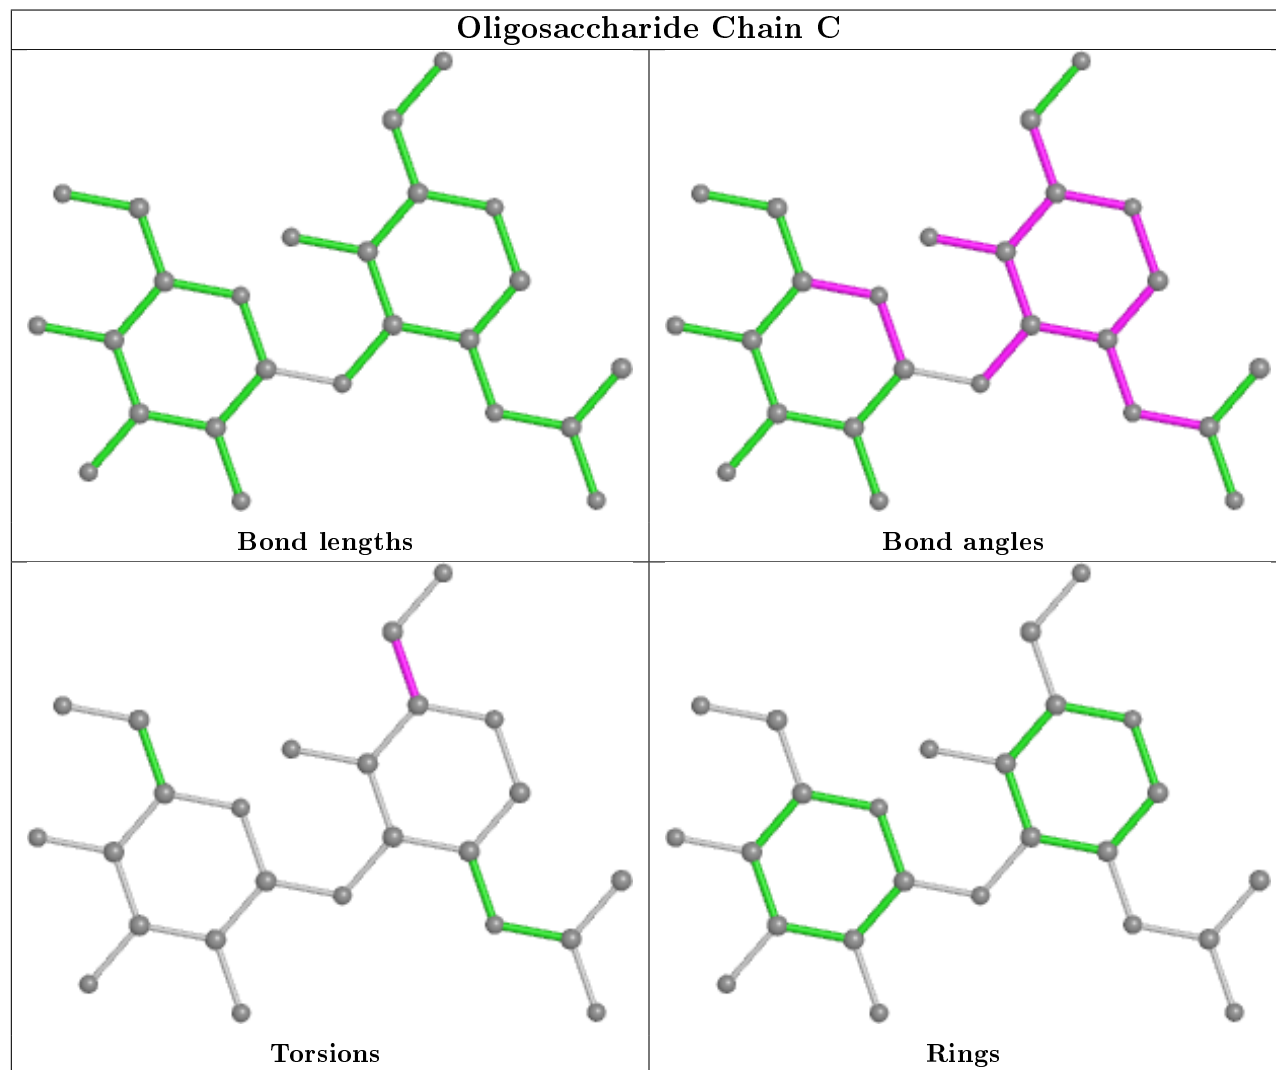 Oligosaccharide Chain C
Bond lengths
Bond angles
Torsions
Rings